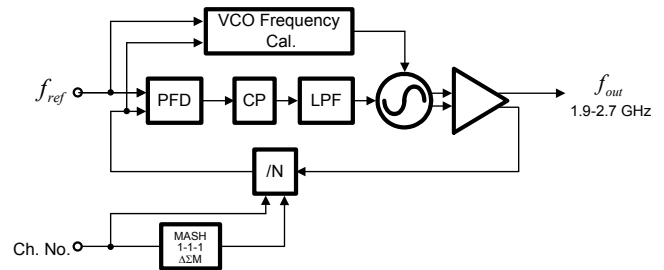 VCO Frequency
Cal.
f_ref
PFD
CP
LPF
f_out
1.9-2.7 GHz
/N
Ch. No.
MASH
1-1-1
ΔΣM